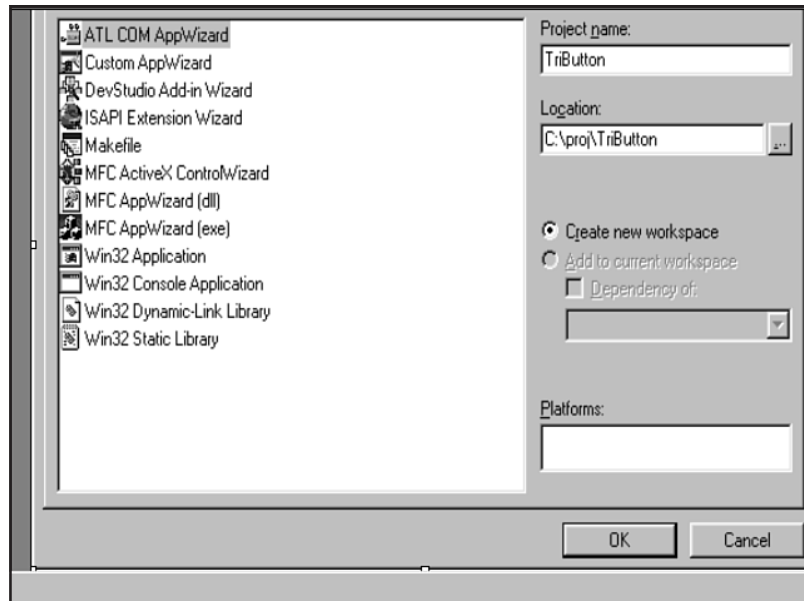 ATL COM AppWizard
Custom AppWizard
DevStudio Add-in Wizard
ISAPI Extension Wizard
Makefile
MFC ActiveX ControlWizard
MFC AppWizard (dll)
MFC AppWizard (exe)
Win32 Application
Win32 Console Application
Win32 Dynamic-Link Library
Win32 Static Library
Project name:
TriButton
Location:
C:\proj\TriButton
...
Create new workspace
Add to current workspace
Dependency of:
Platforms:
OK
Cancel